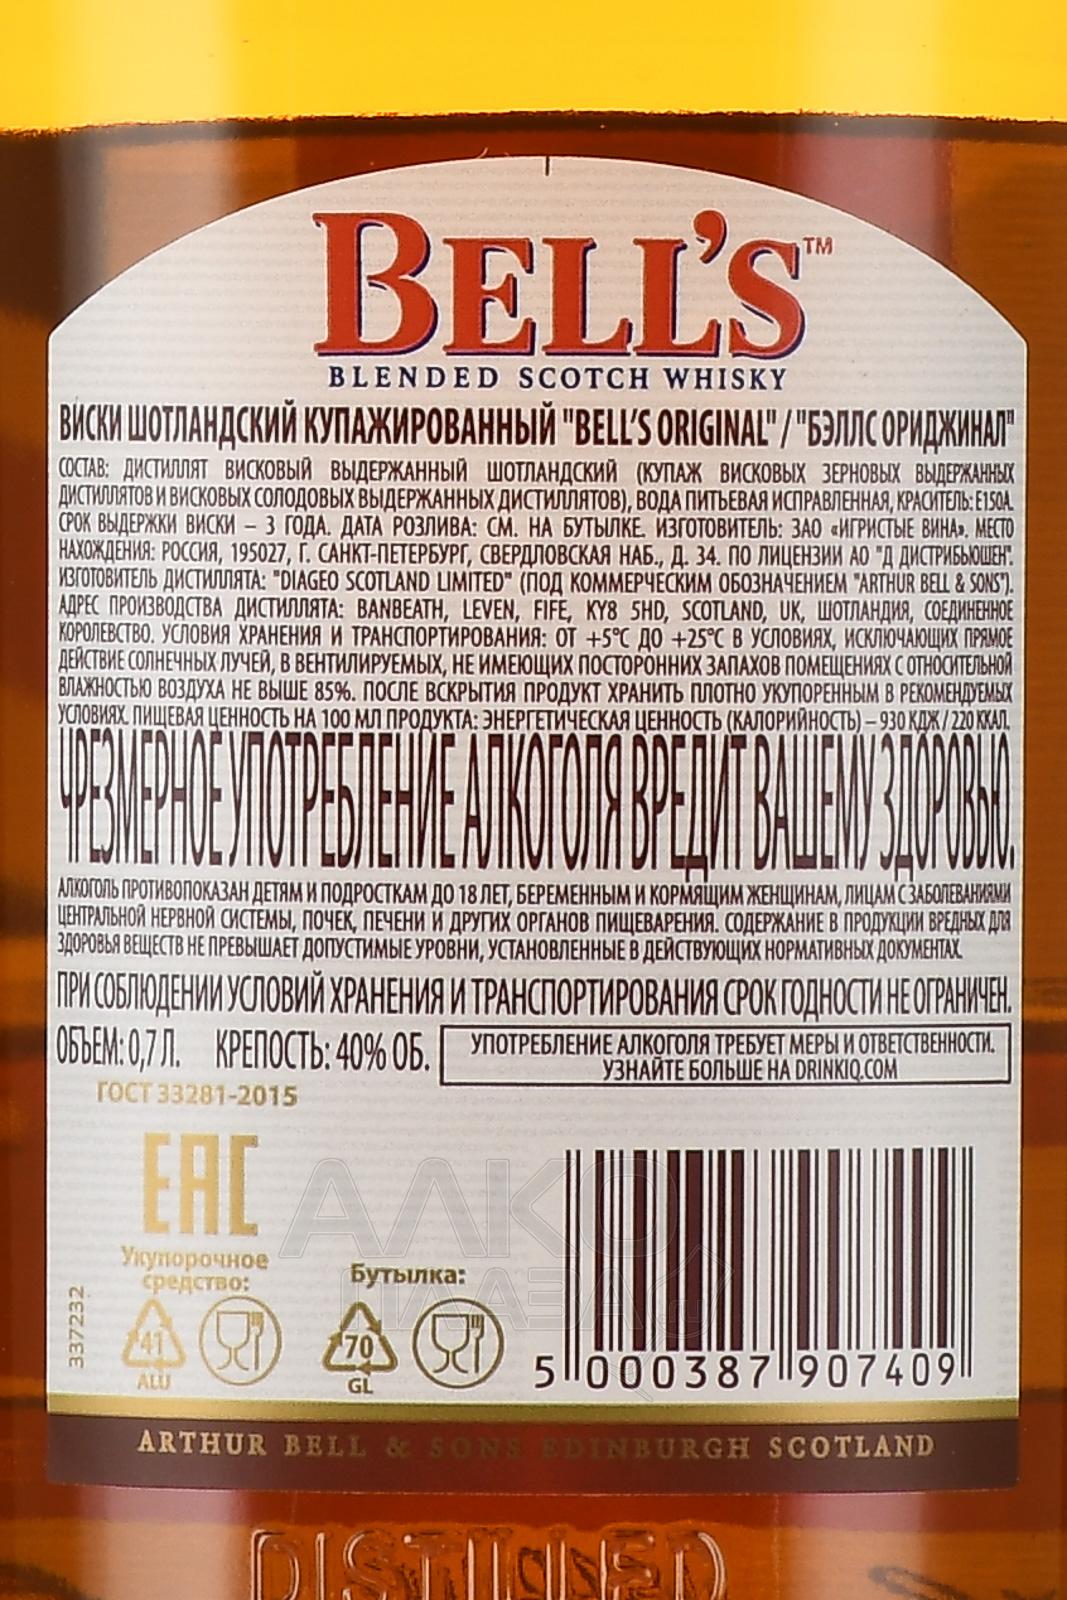 BELL'S™
BLENDED SCOTCH WHISKY
ВИСКИ ШОТЛАНДСКИЙ КУПАЖИРОВАННЫЙ "BELL'S ORIGINAL" / "БЭЛЛС ОРИДЖИНАЛ"
СОСТАВ: ДИСТИЛЛЯТ ВИСКОВЫЙ ВЫДЕРЖАННЫЙ ШОТЛАНДСКИЙ (КУПАЖ ВИСКОВЫХ ЗЕРНОВЫХ ВЫДЕРЖАННЫХ
ДИСТИЛЛЯТОВ И ВИСКОВЫХ СОЛОДОВЫХ ВЫДЕРЖАННЫХ ДИСТИЛЛЯТОВ), ВОДА ПИТЬЕВАЯ ИСПРАВЛЕННАЯ, КРАСИТЕЛЬ: Е150А.
СРОК ВЫДЕРЖКИ ВИСКИ – 3 ГОДА. ДАТА РОЗЛИВА: СМ. НА БУТЫЛКЕ. ИЗГОТОВИТЕЛЬ: ЗАО «ИГРИСТЫЕ ВИНА». МЕСТО
НАХОЖДЕНИЯ: РОССИЯ, 195027, Г. САНКТ-ПЕТЕРБУРГ, СВЕРДЛОВСКАЯ НАБ., Д. 34. ПО ЛИЦЕНЗИИ АО "Д ДИСТРИБЬЮШЕН".
ИЗГОТОВИТЕЛЬ ДИСТИЛЛЯТА: "DIAGEO SCOTLAND LIMITED" (ПОД КОММЕРЧЕСКИМ ОБОЗНАЧЕНИЕМ "ARTHUR BELL & SONS").
АДРЕС ПРОИЗВОДСТВА ДИСТИЛЛЯТА: BANBEATH, LEVEN, FIFE, KY8 5HD, SCOTLAND, UK, ШОТЛАНДИЯ, СОЕДИНЕННОЕ
КОРОЛЕВСТВО. УСЛОВИЯ ХРАНЕНИЯ И ТРАНСПОРТИРОВАНИЯ: ОТ +5°С ДО +25°С В УСЛОВИЯХ, ИСКЛЮЧАЮЩИХ ПРЯМОЕ
ДЕЙСТВИЕ СОЛНЕЧНЫХ ЛУЧЕЙ, В ВЕНТИЛИРУЕМЫХ, НЕ ИМЕЮЩИХ ПОСТОРОННИХ ЗАПАХОВ ПОМЕЩЕНИЯХ С ОТНОСИТЕЛЬНОЙ
ВЛАЖНОСТЬЮ ВОЗДУХА НЕ ВЫШЕ 85%. ПОСЛЕ ВСКРЫТИЯ ПРОДУКТ ХРАНИТЬ ПЛОТНО УКУПОРЕННЫМ В РЕКОМЕНДУЕМЫХ
УСЛОВИЯХ. ПИЩЕВАЯ ЦЕННОСТЬ НА 100 МЛ ПРОДУКТА: ЭНЕРГЕТИЧЕСКАЯ ЦЕННОСТЬ (КАЛОРИЙНОСТЬ) – 930 КДЖ / 220 ККАЛ.
ЧРЕЗМЕРНОЕ УПОТРЕБЛЕНИЕ АЛКОГОЛЯ ВРЕДИТ ВАШЕМУ ЗДОРОВЬЮ.
АЛКОГОЛЬ ПРОТИВОПОКАЗАН ДЕТЯМ И ПОДРОСТКАМ ДО 18 ЛЕТ, БЕРЕМЕННЫМ И КОРМЯЩИМ ЖЕНЩИНАМ, ЛИЦАМ С ЗАБОЛЕВАНИЯМИ
ЦЕНТРАЛЬНОЙ НЕРВНОЙ СИСТЕМЫ, ПОЧЕК, ПЕЧЕНИ И ДРУГИХ ОРГАНОВ ПИЩЕВАРЕНИЯ. СОДЕРЖАНИЕ В ПРОДУКЦИИ ВРЕДНЫХ ДЛЯ
ЗДОРОВЬЯ ВЕЩЕСТВ НЕ ПРЕВЫШАЕТ ДОПУСТИМЫЕ УРОВНИ, УСТАНОВЛЕННЫЕ В ДЕЙСТВУЮЩИХ НОРМАТИВНЫХ ДОКУМЕНТАХ.
ПРИ СОБЛЮДЕНИИ УСЛОВИЙ ХРАНЕНИЯ И ТРАНСПОРТИРОВАНИЯ СРОК ГОДНОСТИ НЕ ОГРАНИЧЕН.
ОБЪЕМ: 0,7 Л. КРЕПОСТЬ: 40% ОБ.
УПОТРЕБЛЕНИЕ АЛКОГОЛЯ ТРЕБУЕТ МЕРЫ И ОТВЕТСТВЕННОСТИ.
УЗНАЙТЕ БОЛЬШЕ НА DRINKIQ.COM
ГОСТ 33281-2015
ЕАС
Укупорочное
средство:
41
ALU
Бутылка:
70
GL
337232
АЛКО
ПЛАЗА.ru
5 000387 907409
ARTHUR BELL & SONS EDINBURGH SCOTLAND
DISTILLED